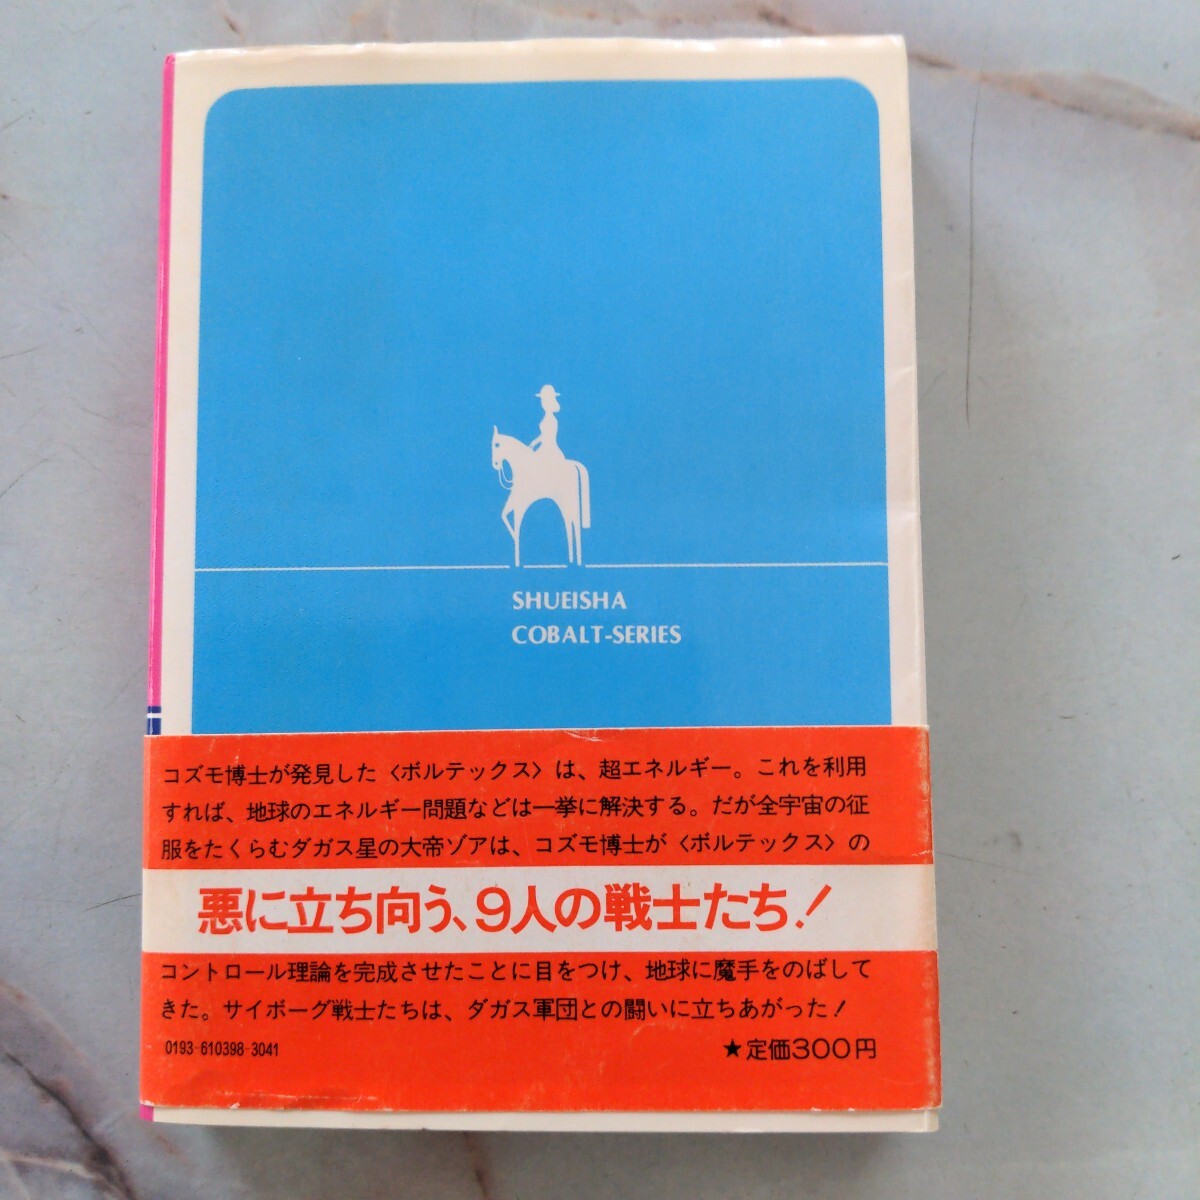 SHUEISHA
COBALT-SERIES
コズモ博士が発見した〈ボルテックス〉は、超エネルギー。これを利用
すれば、地球のエネルギー問題などは一挙に解決する。だが全宇宙の征
服をたくらむダガス星の大帝ゾアは、コズモ博士が〈ボルテックス〉の
悪に立ち向う、9人の戦士たち!
コントロール理論を完成させたことに目をつけ、地球に魔手をのばして
きた。サイボーグ戦士たちは、ダガス軍団との闘いに立ちあがった!
0193-610398-3041 ★定価300円